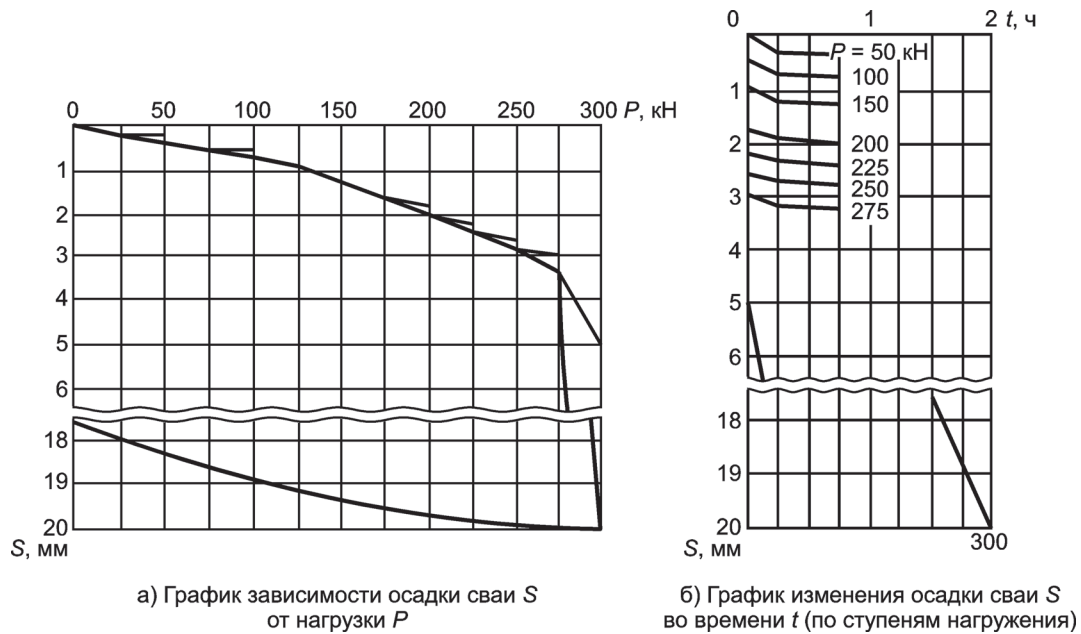 0 50 100 150 200 250 300 P, кН
1
2
3
4
5
6
18
19
20
S, мм
а) График зависимости осадки сваи S
от нагрузки P
0 1 2 t, ч
P = 50 кН
100
1
150
2
200
225
250
3
275
4
5
6
18
19
20
300
S, мм
б) График изменения осадки сваи S
во времени t (по ступеням нагружения)